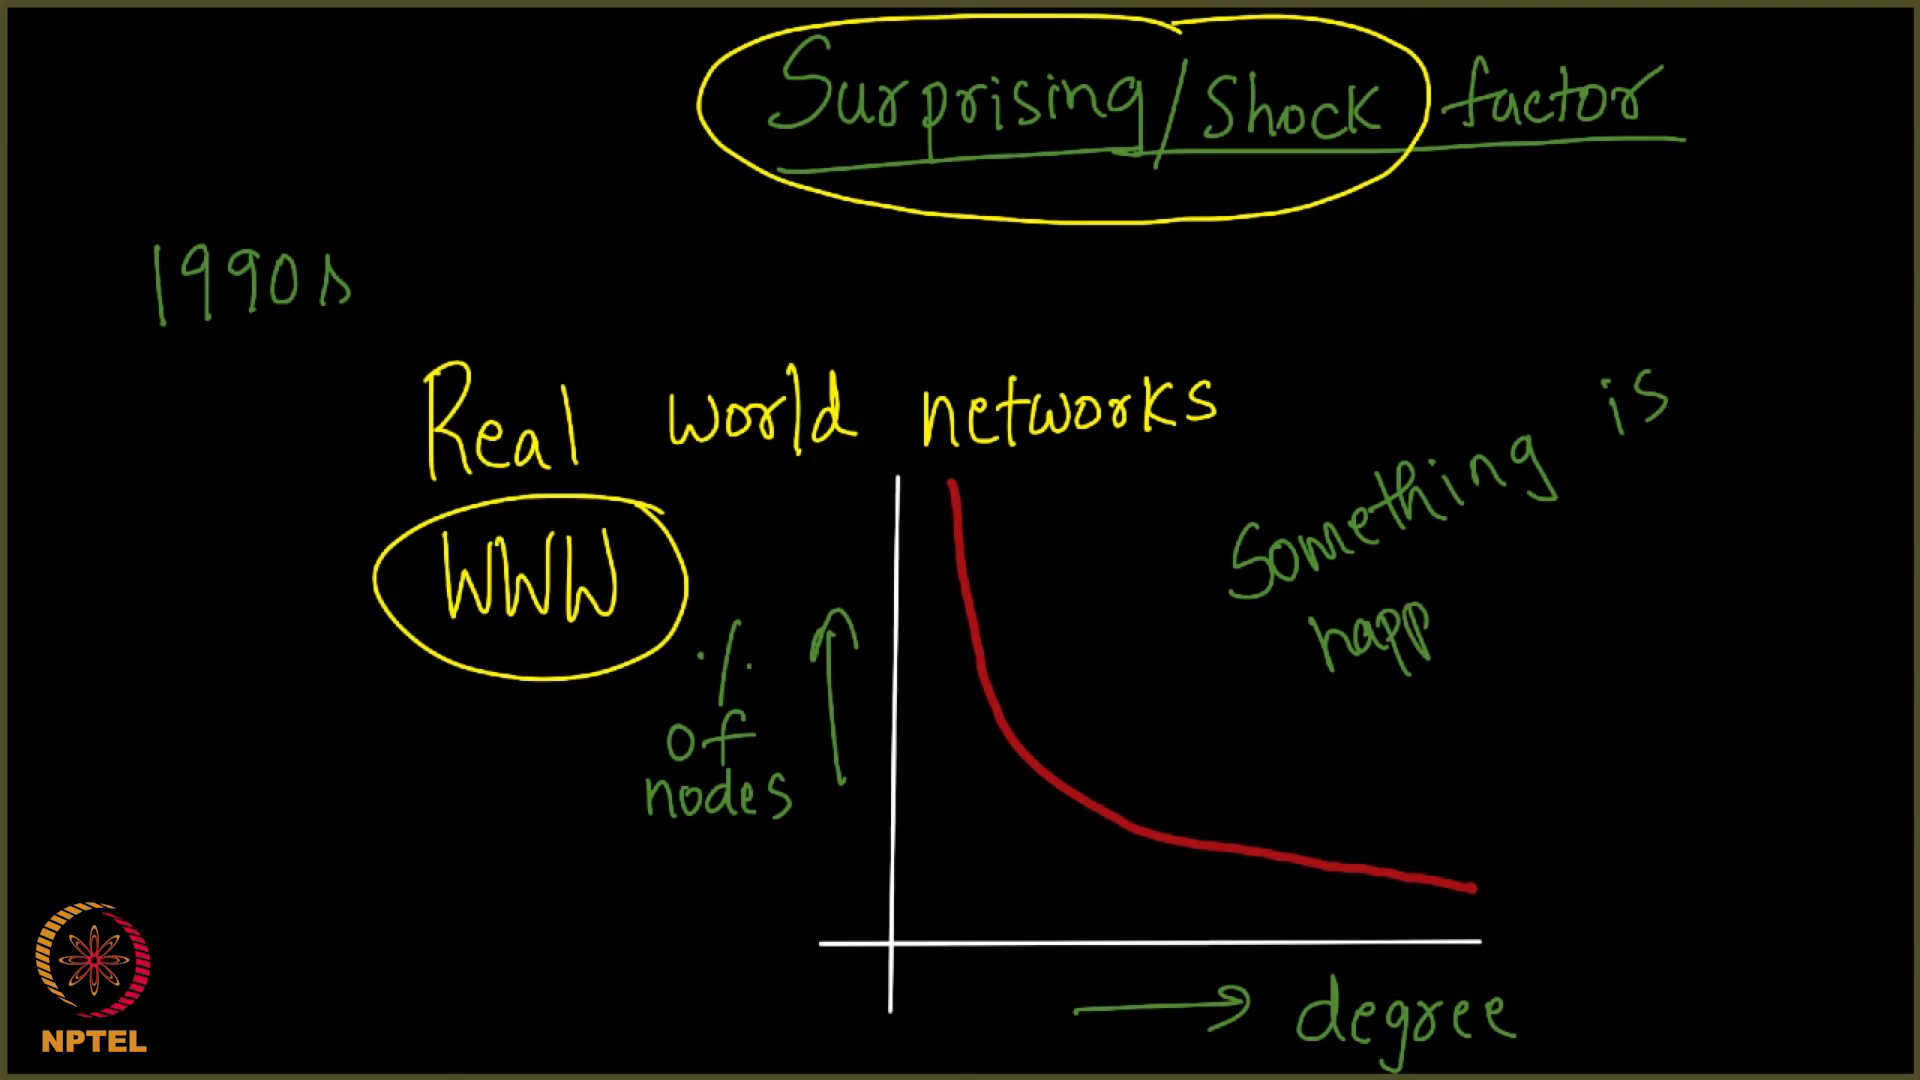 Surprising/Shock factor
1990s
Real world networks
WWW
Something is
happ
% of
nodes
degree
NPTEL